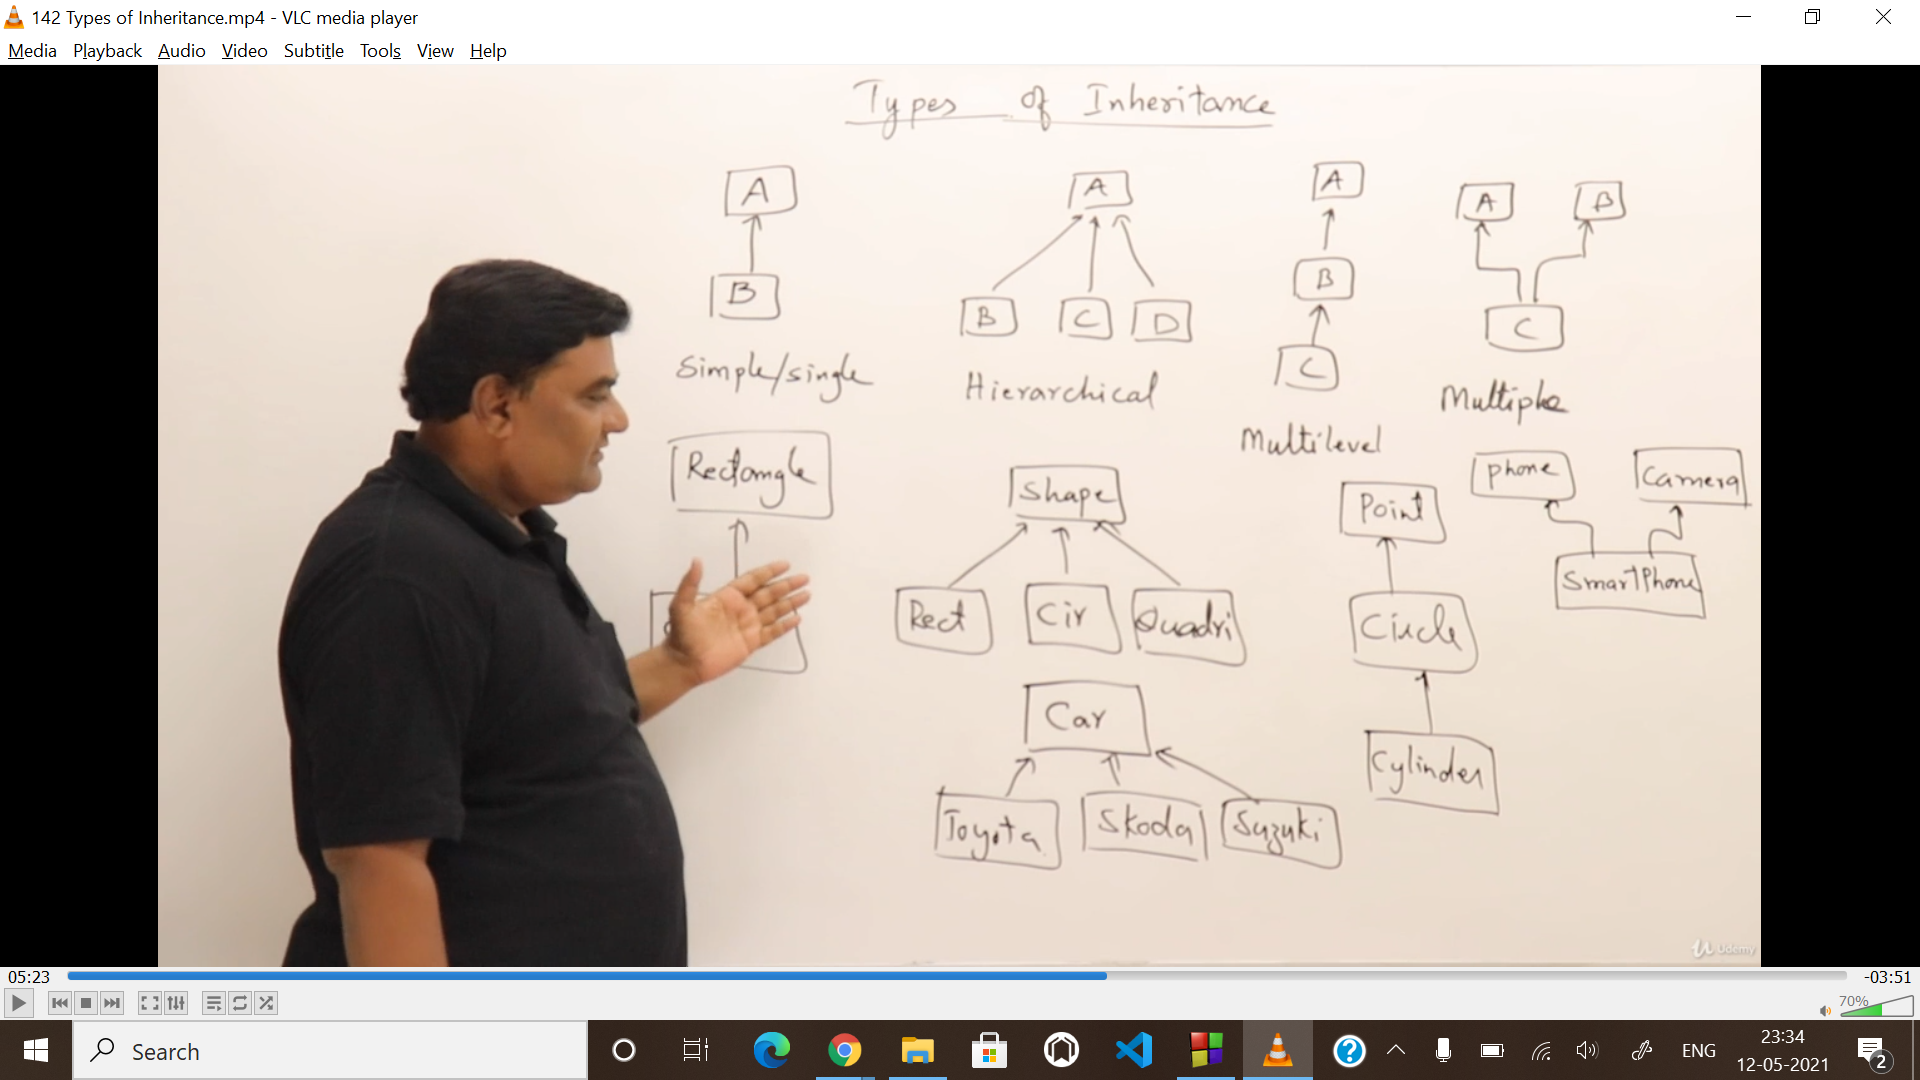 142 Types of Inheritance.mp4 - VLC media player
Media Playback Audio Video Subtitle Tools View Help
Types of Inheritance
A
B
Simple/single
A
B C D
Hierarchical
A
B
C
Multilevel
A B
C
Multiple
Rectangle
Shape
Rect Cir Quadri
Car
Toyota Skoda Suzuki
Point
Circle
Cylinder
phone Camera
SmartPhone
Udemy
05:23 -03:51
70%
Search
ENG
23:34
12-05-2021
2